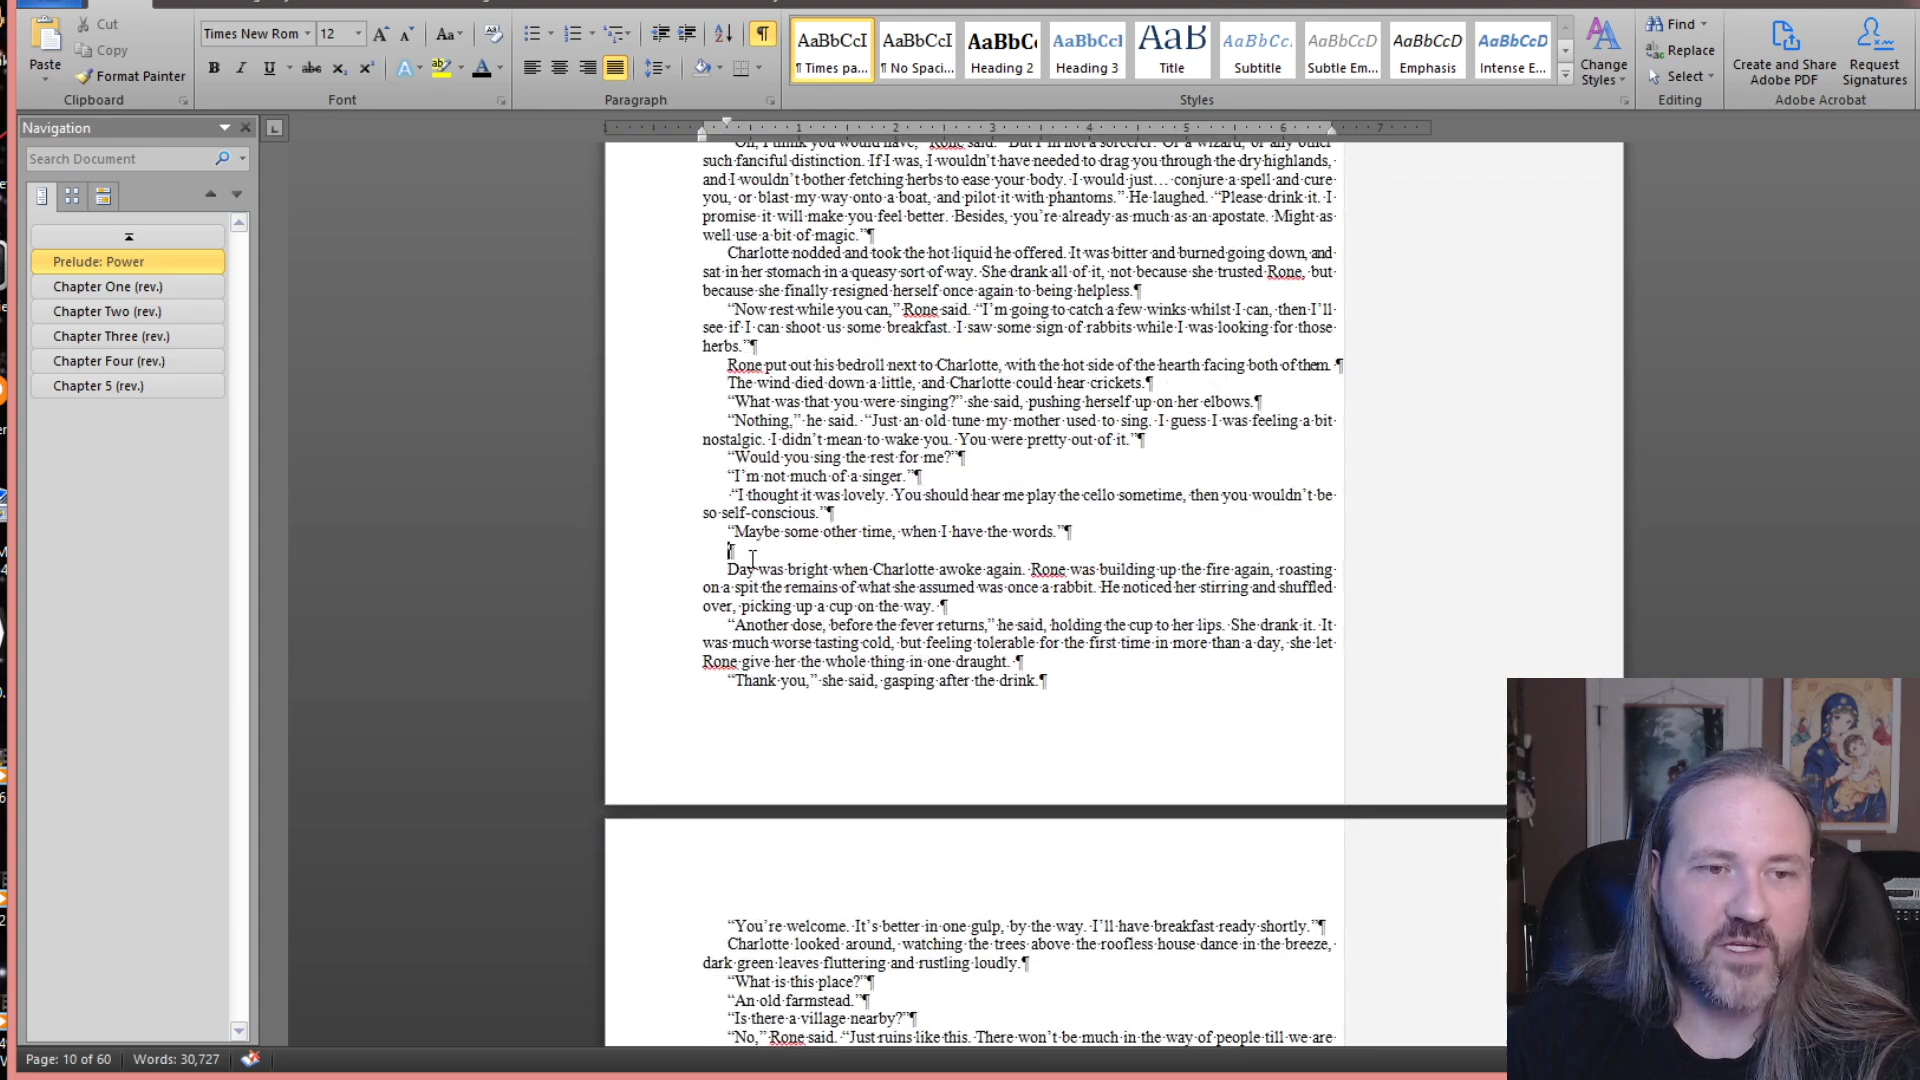 Cut
Copy
Format Painter
Paste
Clipboard
Times New Rom
12
Font
Paragraph
AaBbCcI
¶ Times pa...
AaBbCcI
¶ No Spaci...
AaBbC
Heading 2
AaBbCcI
Heading 3
AaB
Title
AaBbCc.
Subtitle
AaBbCcD
Subtle Em...
AaBbCcD
Emphasis
AaBbCcD
Intense E...
Styles
Change
Styles
Find
Replace
Select
Editing
Create and Share
Adobe PDF
Request
Signatures
Adobe Acrobat
Navigation
Search Document
Prelude: Power
Chapter One (rev.)
Chapter Two (rev.)
Chapter Three (rev.)
Chapter Four (rev.)
Chapter 5 (rev.)
1 1 2 3 4 5 6 7
“Oh, I think you would have,” Rone said. “But I’m not a sorcerer. Or a wizard, or any other
such fanciful distinction. If I was, I wouldn’t have needed to drag you through the dry highlands,
and I wouldn’t bother fetching herbs to ease your body. I would just… conjure a spell and cure
you, or blast my way onto a boat, and pilot it with phantoms.” He laughed. “Please drink it. I
promise it will make you feel better. Besides, you’re already as much as an apostate. Might as
well use a bit of magic.”¶
Charlotte nodded and took the hot liquid he offered. It was bitter and burned going down, and
sat in her stomach in a queasy sort of way. She drank all of it, not because she trusted Rone, but
because she finally resigned herself once again to being helpless.¶
“Now rest while you can,” Rone said. “I’m going to catch a few winks whilst I can, then I’ll
see if I can shoot us some breakfast. I saw some sign of rabbits while I was looking for those
herbs.”¶
Rone put out his bedroll next to Charlotte, with the hot side of the hearth facing both of them. ¶
The wind died down a little, and Charlotte could hear crickets.¶
“What was that you were singing?” she said, pushing herself up on her elbows.¶
“Nothing,” he said. “Just an old tune my mother used to sing. I guess I was feeling a bit
nostalgic. I didn’t mean to wake you. You were pretty out of it.”¶
“Would you sing the rest for me?”¶
“I’m not much of a singer.”¶
“I thought it was lovely. You should hear me play the cello sometime, then you wouldn’t be
so self-conscious.”¶
“Maybe some other time, when I have the words.”¶
¶
Day was bright when Charlotte awoke again. Rone was building up the fire again, roasting
on a spit the remains of what she assumed was once a rabbit. He noticed her stirring and shuffled
over, picking up a cup on the way. ¶
“Another dose, before the fever returns,” he said, holding the cup to her lips. She drank it. It
was much worse tasting cold, but feeling tolerable for the first time in more than a day, she let
Rone give her the whole thing in one draught. ¶
“Thank you,” she said, gasping after the drink.¶
“You’re welcome. It’s better in one gulp, by the way. I’ll have breakfast ready shortly.”¶
Charlotte looked around, watching the trees above the roofless house dance in the breeze,
dark green leaves fluttering and rustling loudly.¶
“What is this place?”¶
“An old farmstead.”¶
“Is there a village nearby?”¶
“No,” Rone said. “Just ruins like this. There won’t be much in the way of people till we are
Page: 10 of 60
Words: 30,727